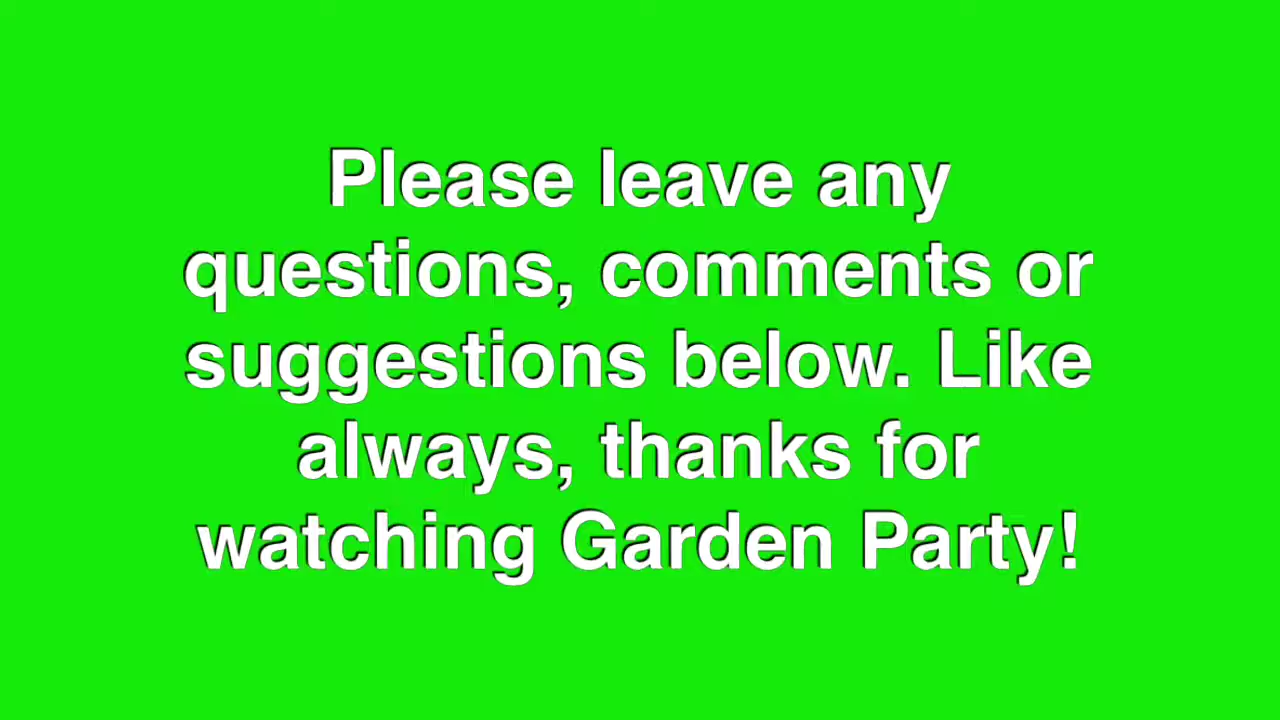 Please leave any
questions, comments or
suggestions below. Like
always, thanks for
watching Garden Party!